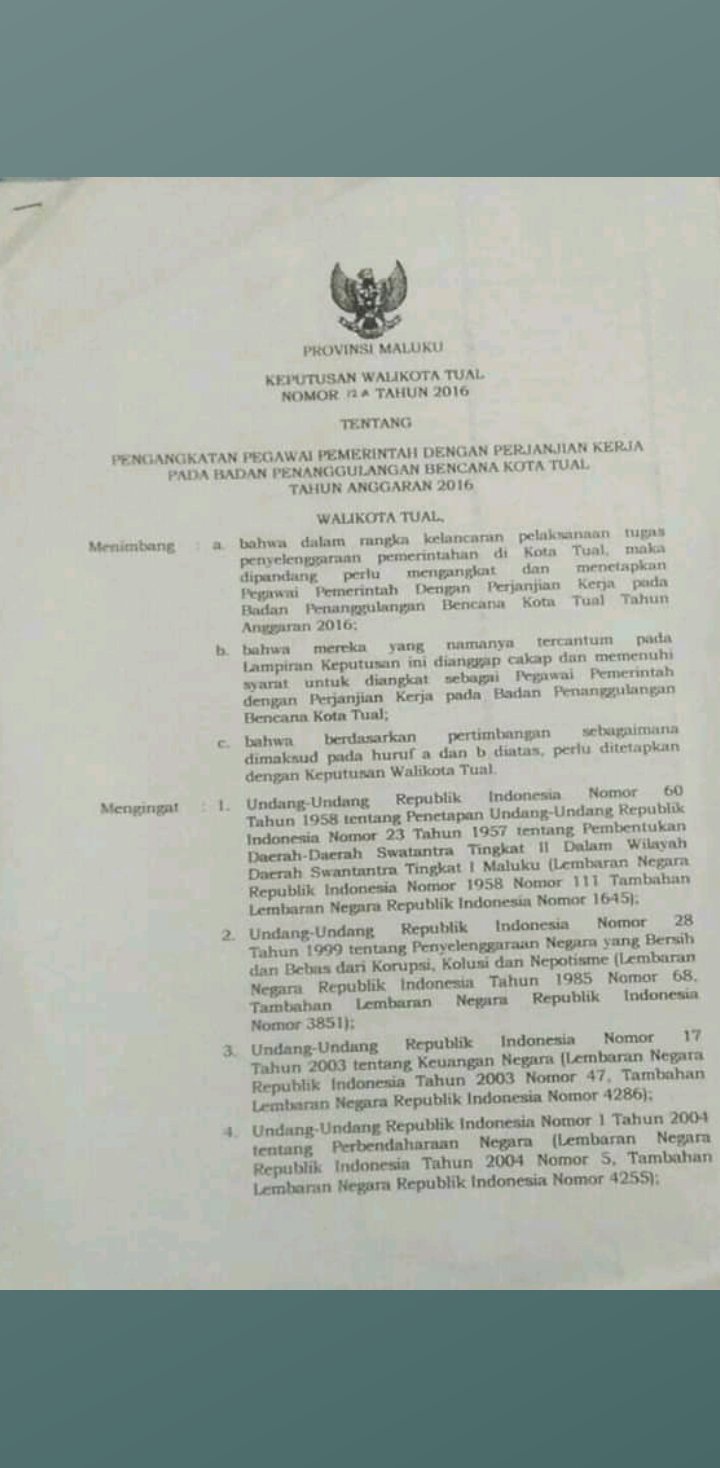 PROVINSI MALUKU
KEPUTUSAN WALIKOTA TUAL
NOMOR 12 A TAHUN 2016
TENTANG
PENGANGKATAN PEGAWAI PEMERINTAH DENGAN PERJANJIAN KERJA
PADA BADAN PENANGGULANGAN BENCANA KOTA TUAL
TAHUN ANGGARAN 2016
WALIKOTA TUAL,
Menimbang : a. bahwa dalam rangka kelancaran pelaksanaan tugas
penyelenggaraan pemerintahan di Kota Tual, maka
dipandang perlu mengangkat dan menetapkan
Pegawai Pemerintah Dengan Perjanjian Kerja pada
Badan Penanggulangan Bencana Kota Tual Tahun
Anggaran 2016;
b. bahwa mereka yang namanya tercantum pada
Lampiran Keputusan ini dianggap cakap dan memenuhi
syarat untuk diangkat sebagai Pegawai Pemerintah
dengan Perjanjian Kerja pada Badan Penanggulangan
Bencana Kota Tual;
c. bahwa berdasarkan pertimbangan sebagaimana
dimaksud pada huruf a dan b diatas, perlu ditetapkan
dengan Keputusan Walikota Tual.
Mengingat : 1. Undang-Undang Republik Indonesia Nomor 60
Tahun 1958 tentang Penetapan Undang-Undang Republik
Indonesia Nomor 23 Tahun 1957 tentang Pembentukan
Daerah-Daerah Swatantra Tingkat II Dalam Wilayah
Daerah Swantantra Tingkat I Maluku (Lembaran Negara
Republik Indonesia Nomor 1958 Nomor 111 Tambahan
Lembaran Negara Republik Indonesia Nomor 1645);
2. Undang-Undang Republik Indonesia Nomor 28
Tahun 1999 tentang Penyelenggaraan Negara yang Bersih
dan Bebas dari Korupsi, Kolusi dan Nepotisme (Lembaran
Negara Republik Indonesia Tahun 1985 Nomor 68,
Tambahan Lembaran Negara Republik Indonesia
Nomor 3851);
3. Undang-Undang Republik Indonesia Nomor 17
Tahun 2003 tentang Keuangan Negara (Lembaran Negara
Republik Indonesia Tahun 2003 Nomor 47, Tambahan
Lembaran Negara Republik Indonesia Nomor 4286);
4. Undang-Undang Republik Indonesia Nomor 1 Tahun 2004
tentang Perbendaharaan Negara (Lembaran Negara
Republik Indonesia Tahun 2004 Nomor 5, Tambahan
Lembaran Negara Republik Indonesia Nomor 4255);